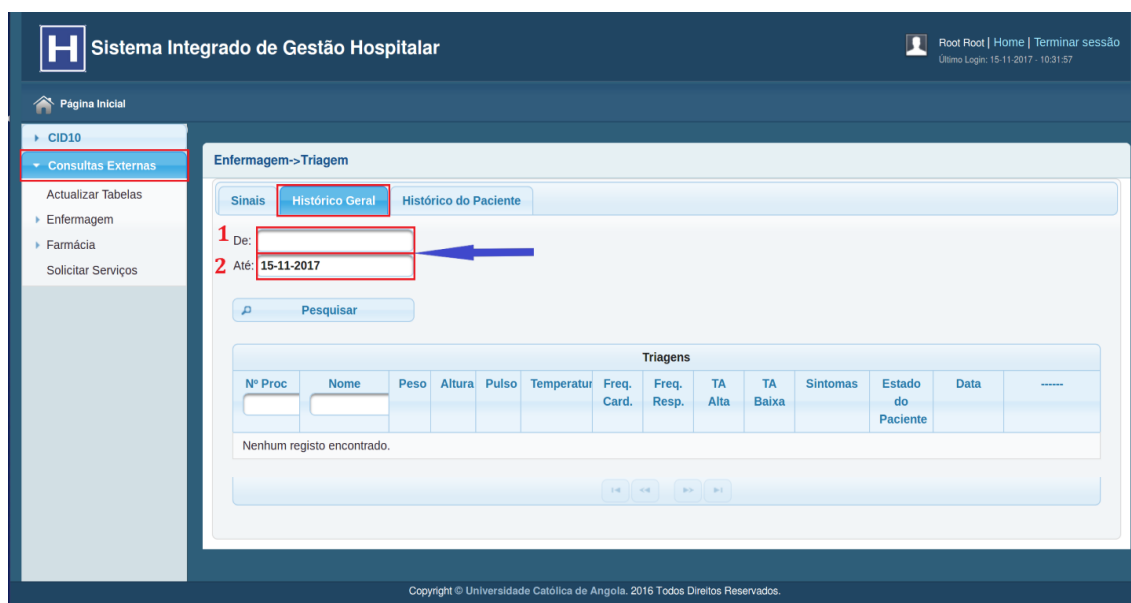 H Sistema Integrado de Gestão Hospitalar
Root Root | Home | Terminar sessão
Último Login: 15-11-2017 - 10:31:57
Página Inicial
CID10
Consultas Externas
Actualizar Tabelas
Enfermagem
Farmácia
Solicitar Serviços
Enfermagem->Triagem
Sinais Histórico Geral Histórico do Paciente
1 De:
2 Até: 15-11-2017
Pesquisar
Triagens
Nº Proc Nome Peso Altura Pulso Temperatur Freq. Card. Freq. Resp. TA Alta TA Baixa Sintomas Estado do Paciente Data ------
Nenhum registo encontrado.
Copyright © Universidade Católica de Angola. 2016 Todos Direitos Reservados.